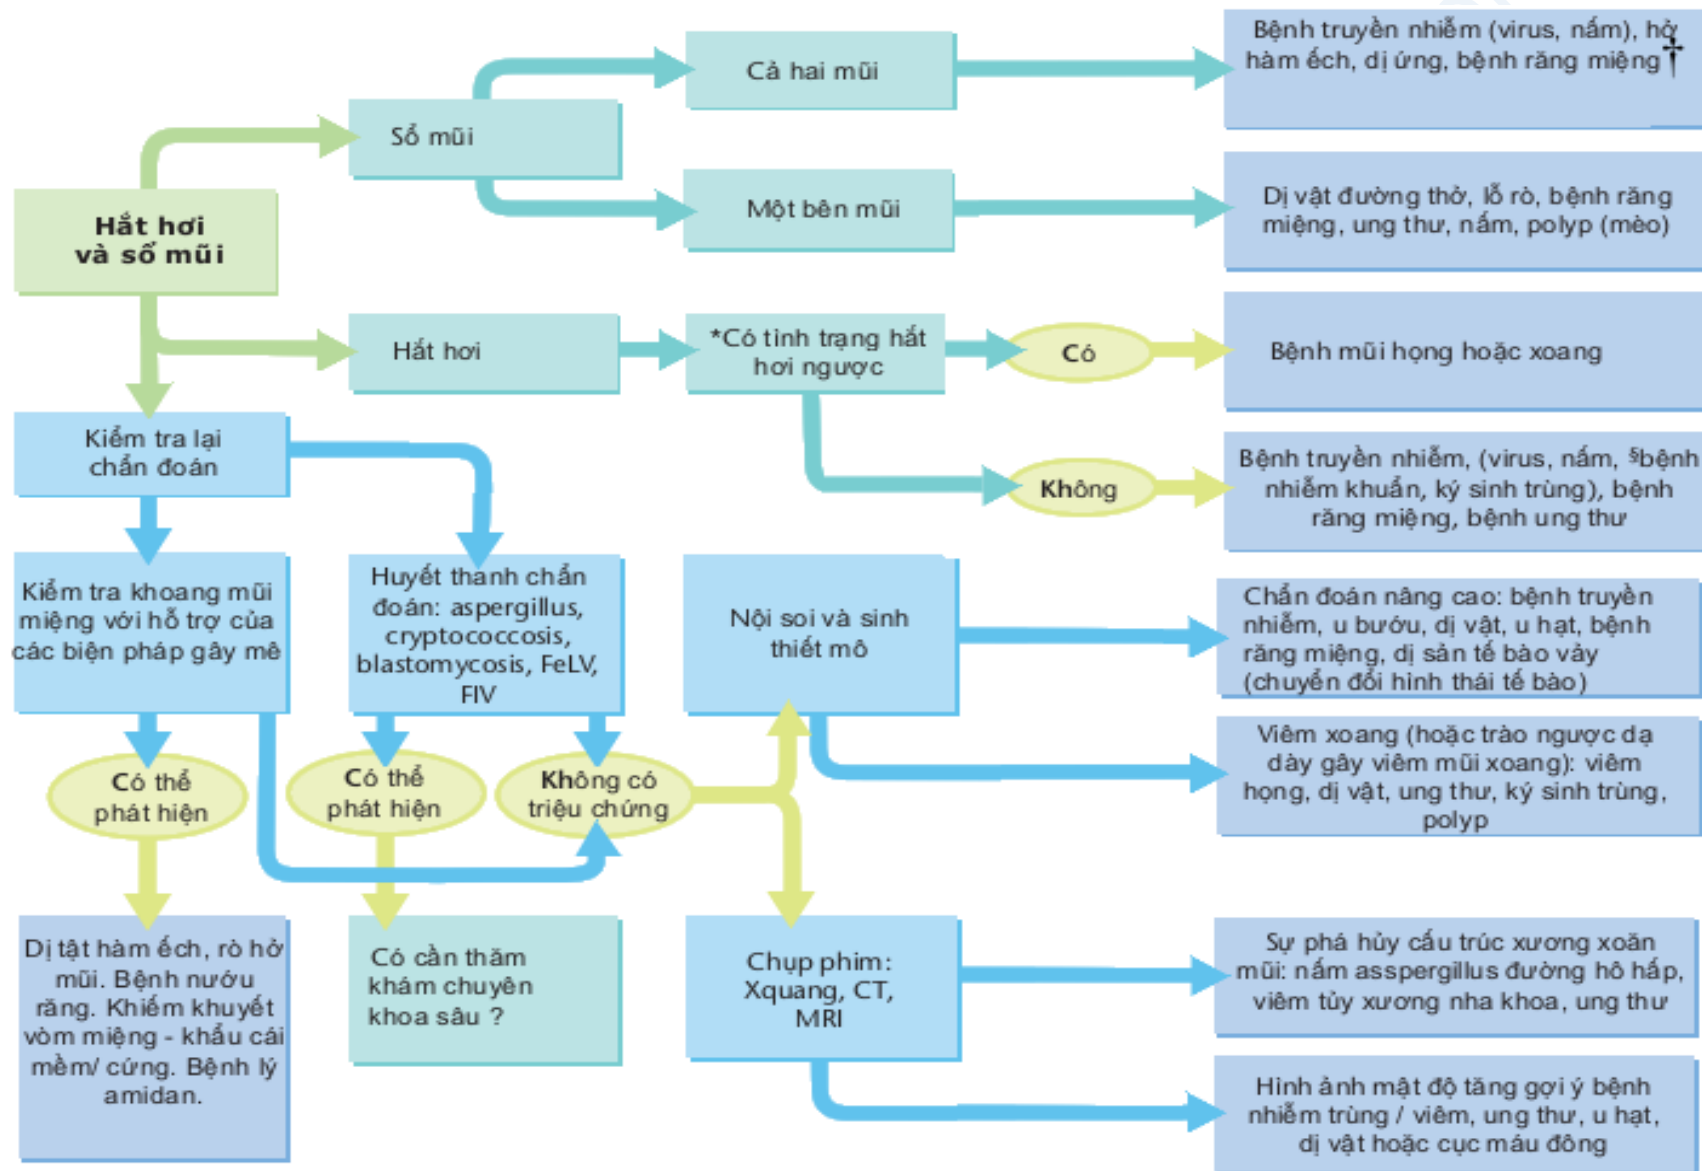 Hắt hơi
và sổ mũi
Sổ mũi
Cả hai mũi
Bệnh truyền nhiễm (virus, nấm), hở
hàm ếch, dị ứng, bệnh răng miệng†
Một bên mũi
Dị vật đường thở, lỗ rò, bệnh răng
miệng, ung thư, nấm, polyp (mèo)
Hắt hơi
*Có tình trạng hắt
hơi ngược
Có
Bệnh mũi họng hoặc xoang
Không
Bệnh truyền nhiễm, (virus, nấm, §bệnh
nhiễm khuẩn, ký sinh trùng), bệnh
răng miệng, bệnh ung thư
Kiểm tra lại
chẩn đoán
Kiểm tra khoang mũi
miệng với hỗ trợ của
các biện pháp gây mê
Huyết thanh chẩn
đoán: aspergillus,
cryptococcosis,
blastomycosis, FeLV,
FIV
Có thể
phát hiện
Có thể
phát hiện
Không có
triệu chứng
Dị tật hàm ếch, rò hở
mũi. Bệnh nướu
răng. Khiếm khuyết
vòm miệng - khẩu cái
mềm/ cứng. Bệnh lý
amidan.
Có cần thăm
khám chuyên
khoa sâu ?
Nội soi và sinh
thiết mô
Chẩn đoán nâng cao: bệnh truyền
nhiễm, u bướu, dị vật, u hạt, bệnh
răng miệng, dị sản tế bào vảy
(chuyển đổi hình thái tế bào)
Viêm xoang (hoặc trào ngược dạ
dày gây viêm mũi xoang): viêm
họng, dị vật, ung thư, ký sinh trùng,
polyp
Chụp phim:
Xquang, CT,
MRI
Sự phá hủy cấu trúc xương xoăn
mũi: nấm asspergillus đường hô hấp,
viêm tủy xương nha khoa, ung thư
Hình ảnh mật độ tăng gợi ý bệnh
nhiễm trùng / viêm, ung thư, u hạt,
dị vật hoặc cục máu đông